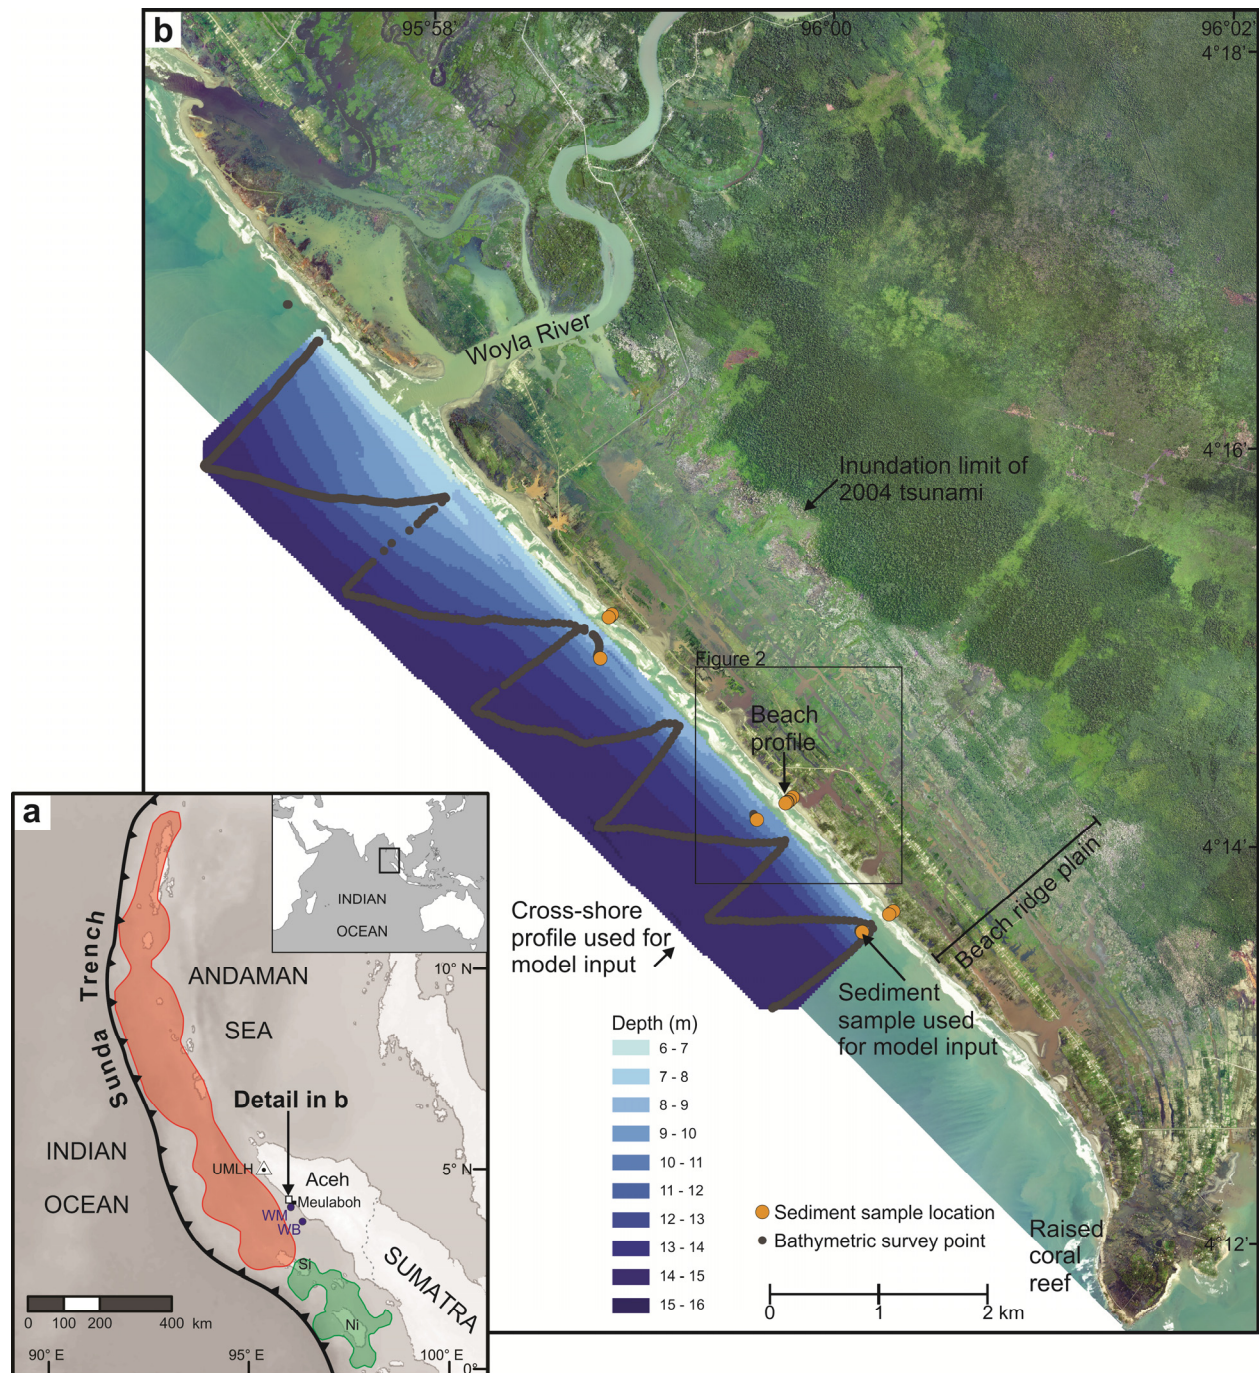 b
95°58'
96°00'
96°02'
4°18'
Woyla River
4°16'
Inundation limit of
2004 tsunami
Figure 2
Beach
profile
4°14'
Beach ridge plain
Cross-shore
profile used for
model input
Sediment
sample used
for model input
Depth (m)
6 - 7
7 - 8
8 - 9
9 - 10
10 - 11
11 - 12
12 - 13
13 - 14
14 - 15
15 - 16
Sediment sample location
Bathymetric survey point
Raised
coral
reef
4°12'
0
1
2 km
a
INDIAN
OCEAN
Sunda Trench
ANDAMAN
SEA
10° N
Detail in b
INDIAN
OCEAN
UMLH
Aceh
5° N
Meulaboh
WM
WB
SUMATRA
Si
Ni
0
100
200
400 km
90° E
95° E
100° E
0°